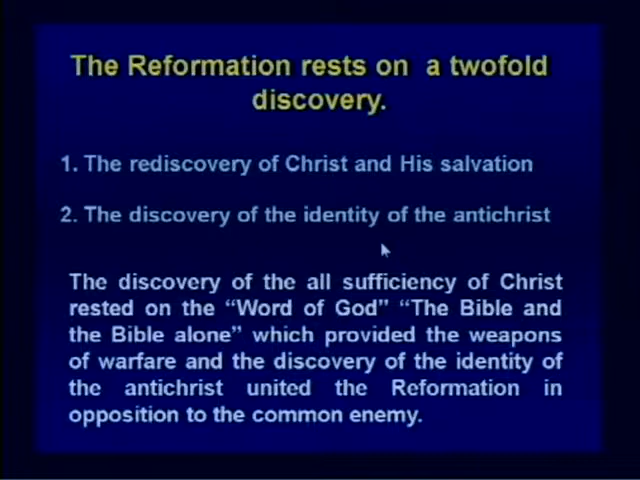 The Reformation rests on a twofold
discovery.
1. The rediscovery of Christ and His salvation
2. The discovery of the identity of the antichrist
The discovery of the all sufficiency of Christ
rested on the “Word of God” “The Bible and
the Bible alone” which provided the weapons
of warfare and the discovery of the identity of
the antichrist united the Reformation in
opposition to the common enemy.